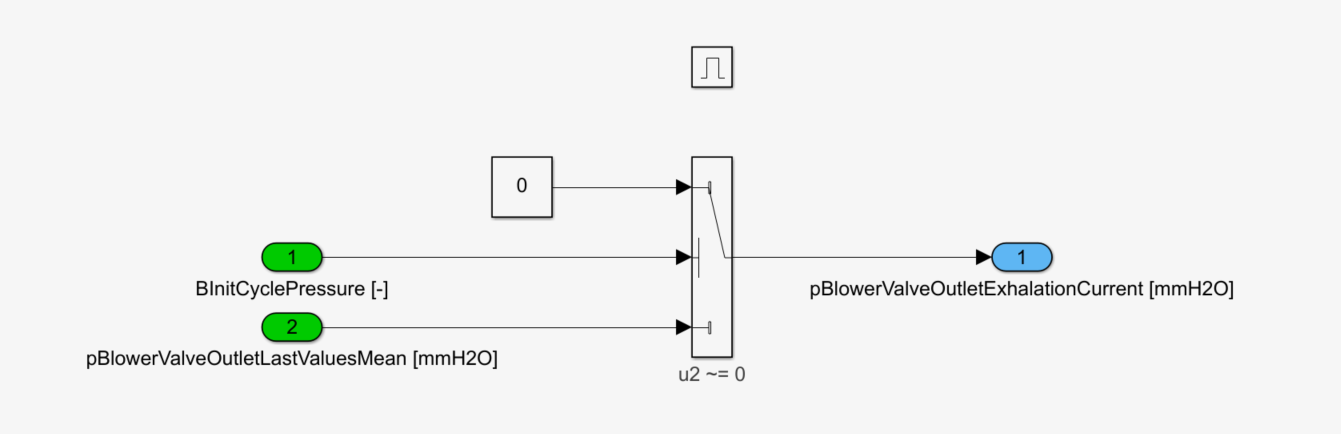 0
1
BInitCyclePressure [-]
1
pBlowerValveOutletExhalationCurrent [mmH2O]
2
pBlowerValveOutletLastValuesMean [mmH2O]
u2 ~= 0